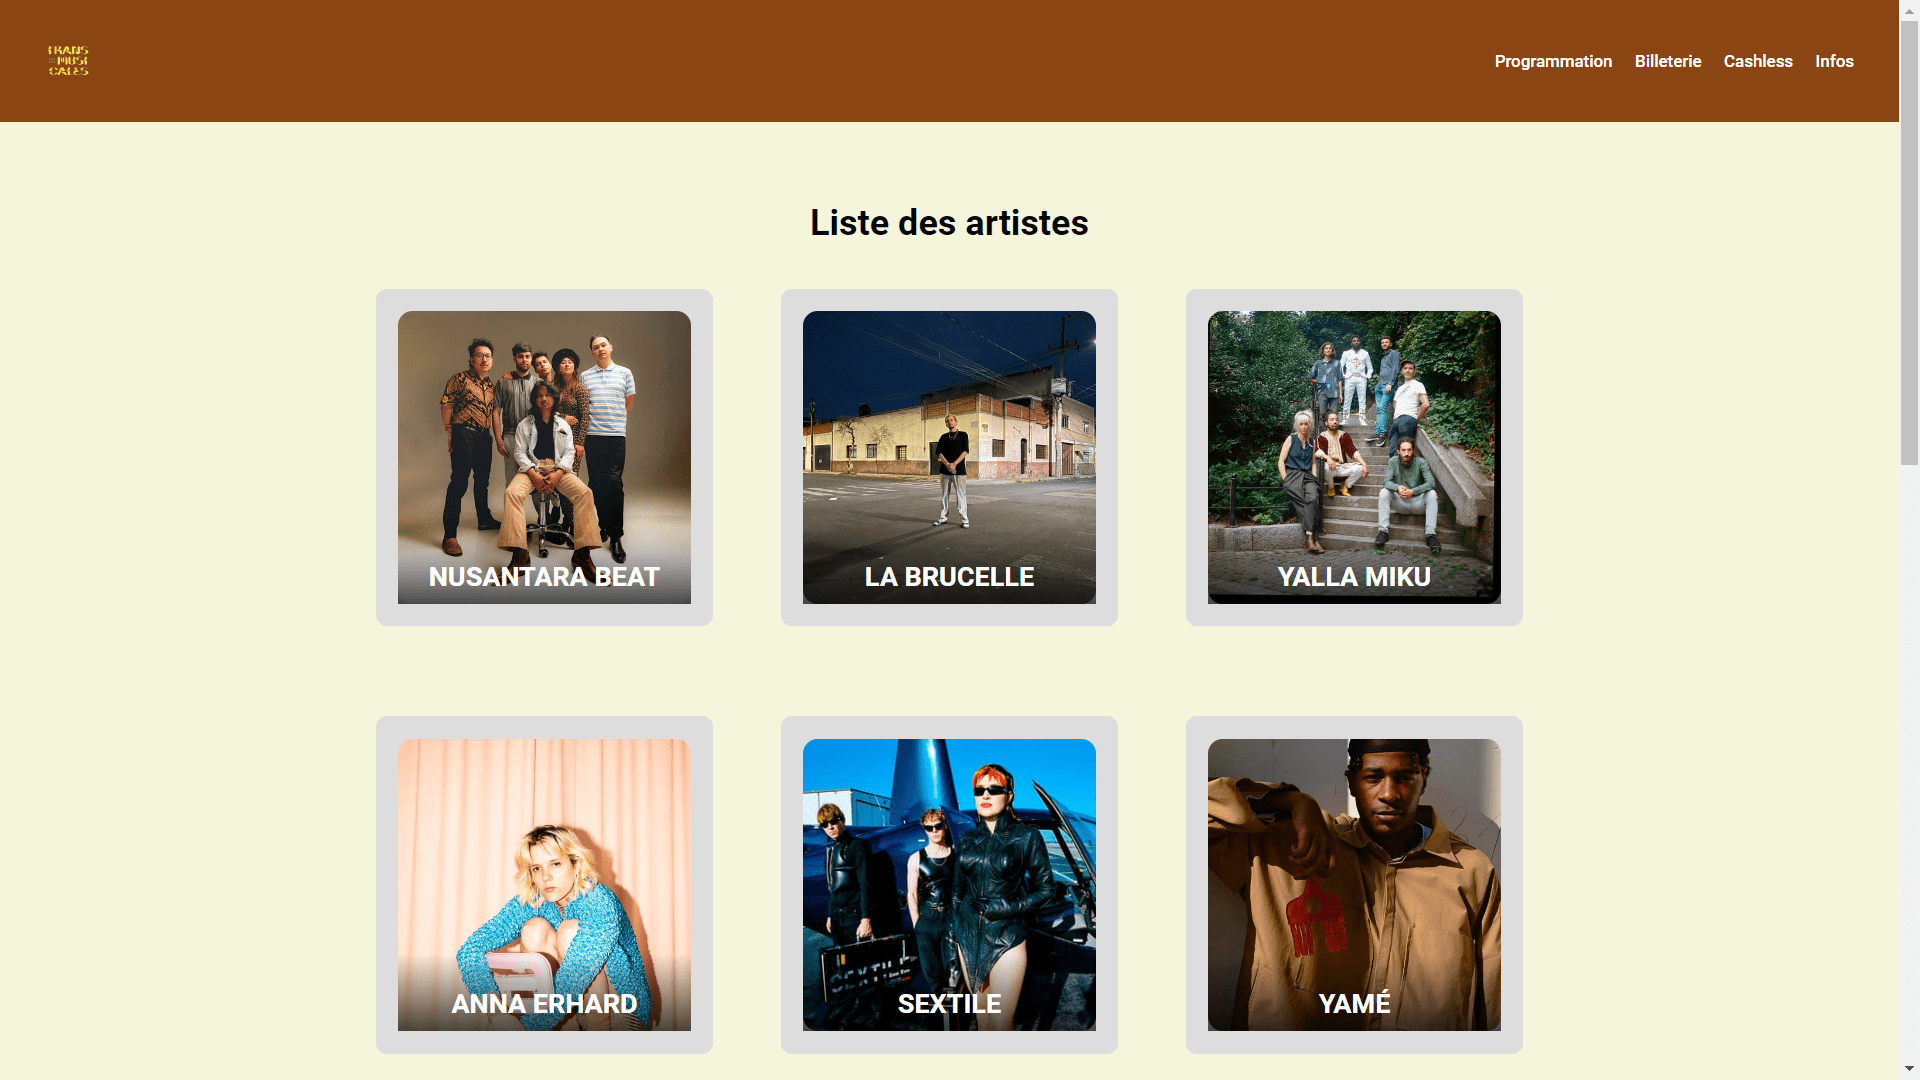 TRANS
MUSI
CALES
Programmation Billeterie Cashless Infos
Liste des artistes
NUSANTARA BEAT
LA BRUCELLE
YALLA MIKU
SEXTILE
ANNA ERHARD
SEXTILE
YAMÉ